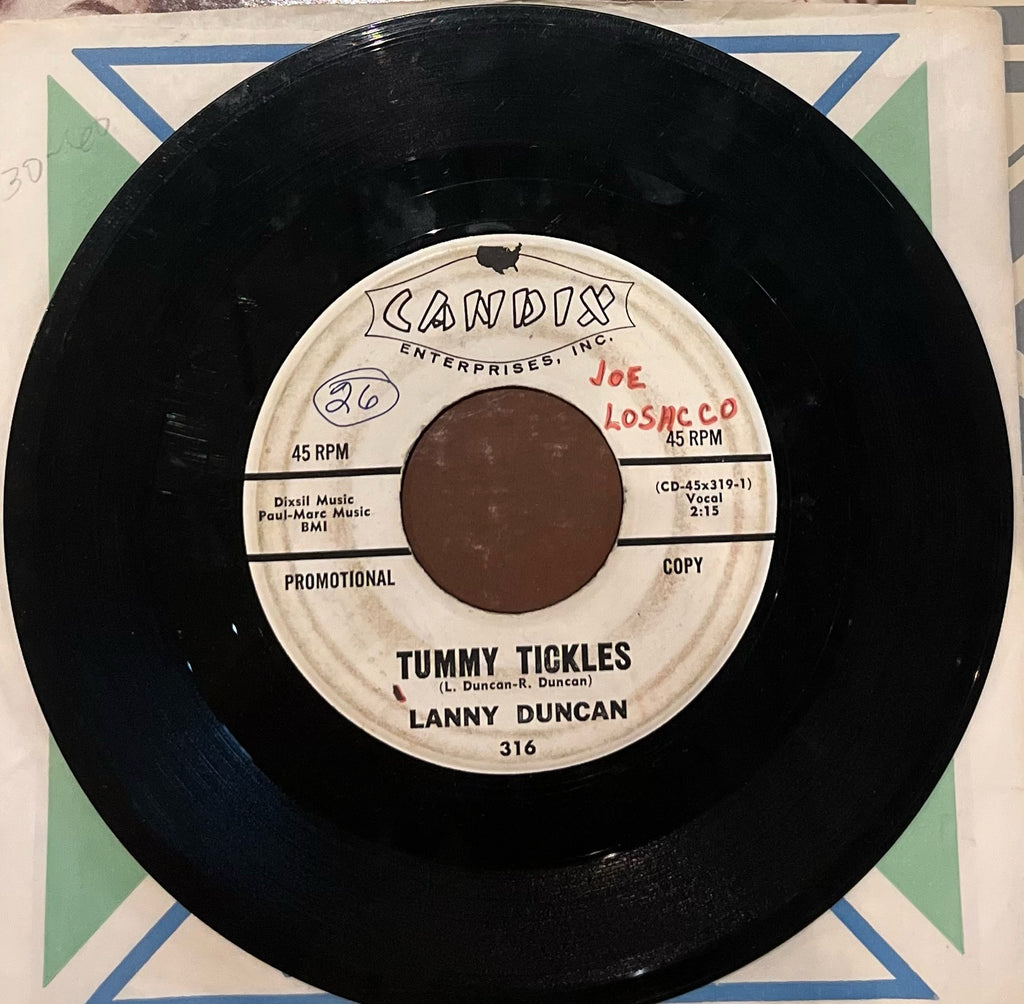 CANDIX
ENTERPRISES, INC.
26
JOE
LOSACCO
45 RPM
45 RPM
Dixsil Music
Paul-Marc Music
BMI
(CD-45x319-1)
Vocal
2:15
PROMOTIONAL
COPY
TUMMY TICKLES
(L. Duncan-R. Duncan)
LANNY DUNCAN
316